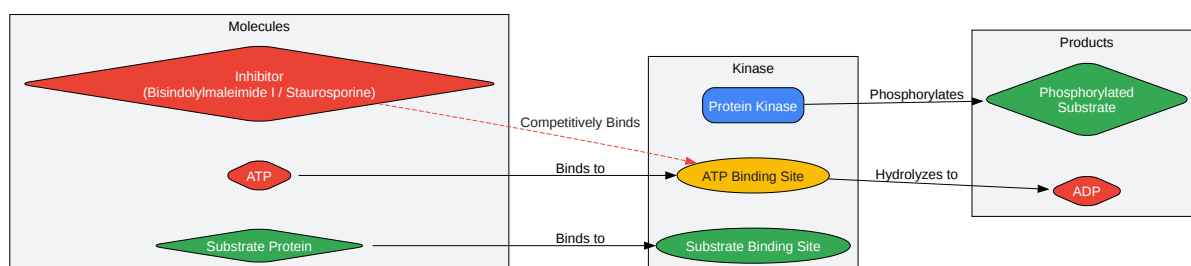 Molecules
Inhibitor
(Bisindolylmaleimide I / Staurosporine)
ATP
Substrate Protein
Competitively Binds
Binds to
Binds to
Kinase
Protein Kinase
ATP Binding Site
Substrate Binding Site
Phosphorylates
Hydrolyzes to
Products
Phosphorylated
Substrate
ADP